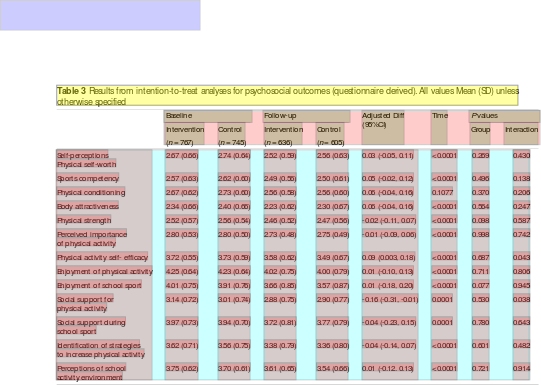 Table 3 Results from intention-to-treat analyses for psychosocial outcomes (questionnaire derived). All values Mean (SD) unless
otherwise specified
Baseline Follow-up Adjusted Diff Time P values
(95%CI)
Intervention Control Intervention Control Group Interaction
(n = 767) (n = 745) (n = 636) (n = 605)
Self-perceptions 2.67 (0.66) 2.74 (0.64) 2.52 (0.59) 2.56 (0.63) 0.03 (-0.05, 0.11) <0.0001 0.269 0.430
Physical self-worth
Sports competency 2.57 (0.63) 2.60 (0.62) 2.49 (0.56) 2.50 (0.61) 0.05 (-0.02, 0.12) <0.0001 0.496 0.138
Physical conditioning 2.67 (0.62) 2.73 (0.60) 2.56 (0.58) 2.56 (0.60) 0.06 (-0.04, 0.16) 0.1077 0.370 0.206
Body attractiveness 2.34 (0.66) 2.40 (0.66) 2.23 (0.62) 2.30 (0.67) 0.06 (-0.04, 0.16) <0.0001 0.554 0.247
Physical strength 2.52 (0.57) 2.56 (0.54) 2.46 (0.52) 2.47 (0.56) -0.02 (-0.11, 0.07) <0.0001 0.098 0.587
Perceived importance 2.80 (0.53) 2.80 (0.50) 2.73 (0.48) 2.75 (0.49) -0.01 (-0.09, 0.06) <0.0001 0.988 0.742
of physical activity
Physical activity self- efficacy 3.72 (0.55) 3.73 (0.59) 3.58 (0.62) 3.49 (0.67) 0.09 (0.003, 0.18) <0.0001 0.687 0.043
Enjoyment of physical activity 4.25 (0.64) 4.23 (0.64) 4.02 (0.75) 4.00 (0.79) 0.01 (-0.10, 0.13) <0.0001 0.711 0.806
Enjoyment of school sport 4.01 (0.75) 3.91 (0.76) 3.66 (0.85) 3.57 (0.87) 0.01 (-0.18, 0.20) <0.0001 0.077 0.945
Social support for 3.14 (0.72) 3.01 (0.74) 2.88 (0.75) 2.90 (0.77) -0.16 (-0.31, -0.01) 0.0001 0.530 0.038
physical activity
Social support during 3.97 (0.73) 3.94 (0.70) 3.72 (0.81) 3.77 (0.79) -0.04 (-0.23, 0.15) 0.0001 0.780 0.643
school sport
Identification of strategies 3.62 (0.71) 3.56 (0.75) 3.38 (0.79) 3.36 (0.80) -0.04 (-0.14, 0.07) <0.0001 0.601 0.482
to increase physical activity
Perceptions of school 3.75 (0.62) 3.70 (0.61) 3.61 (0.65) 3.54 (0.66) 0.01 (-0.12, 0.13) <0.0001 0.721 0.914
activity environment